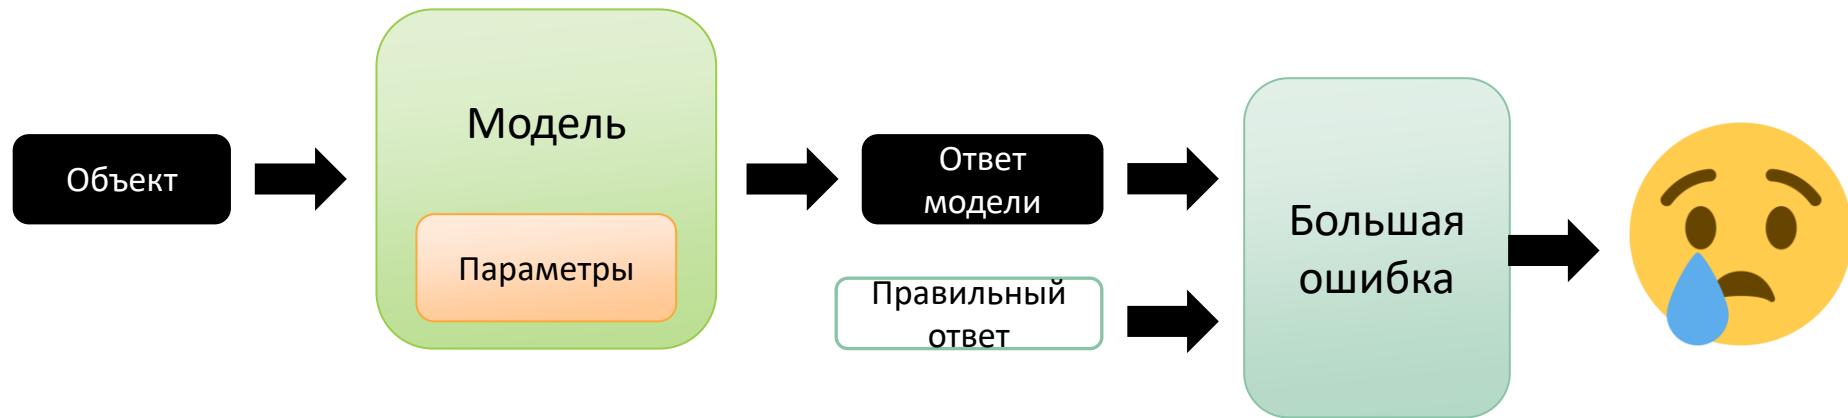 Объект
Модель
Параметры
Ответ
модели
Правильный
ответ
Большая
ошибка